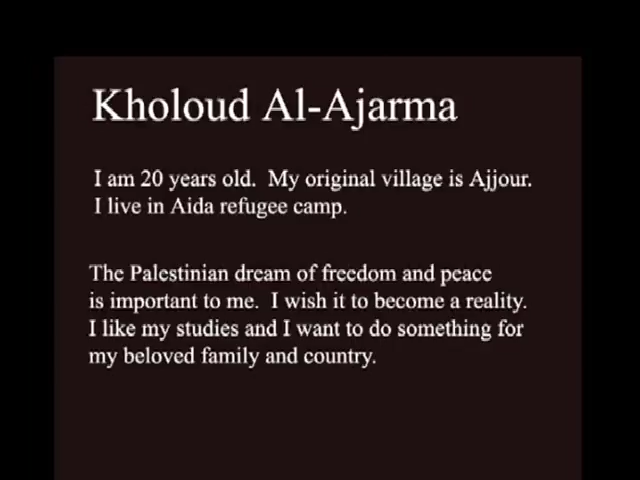 Kholoud Al-Ajarma
I am 20 years old. My original village is Ajjour.
I live in Aida refugee camp.
The Palestinian dream of freedom and peace
is important to me. I wish it to become a reality.
I like my studies and I want to do something for
my beloved family and country.